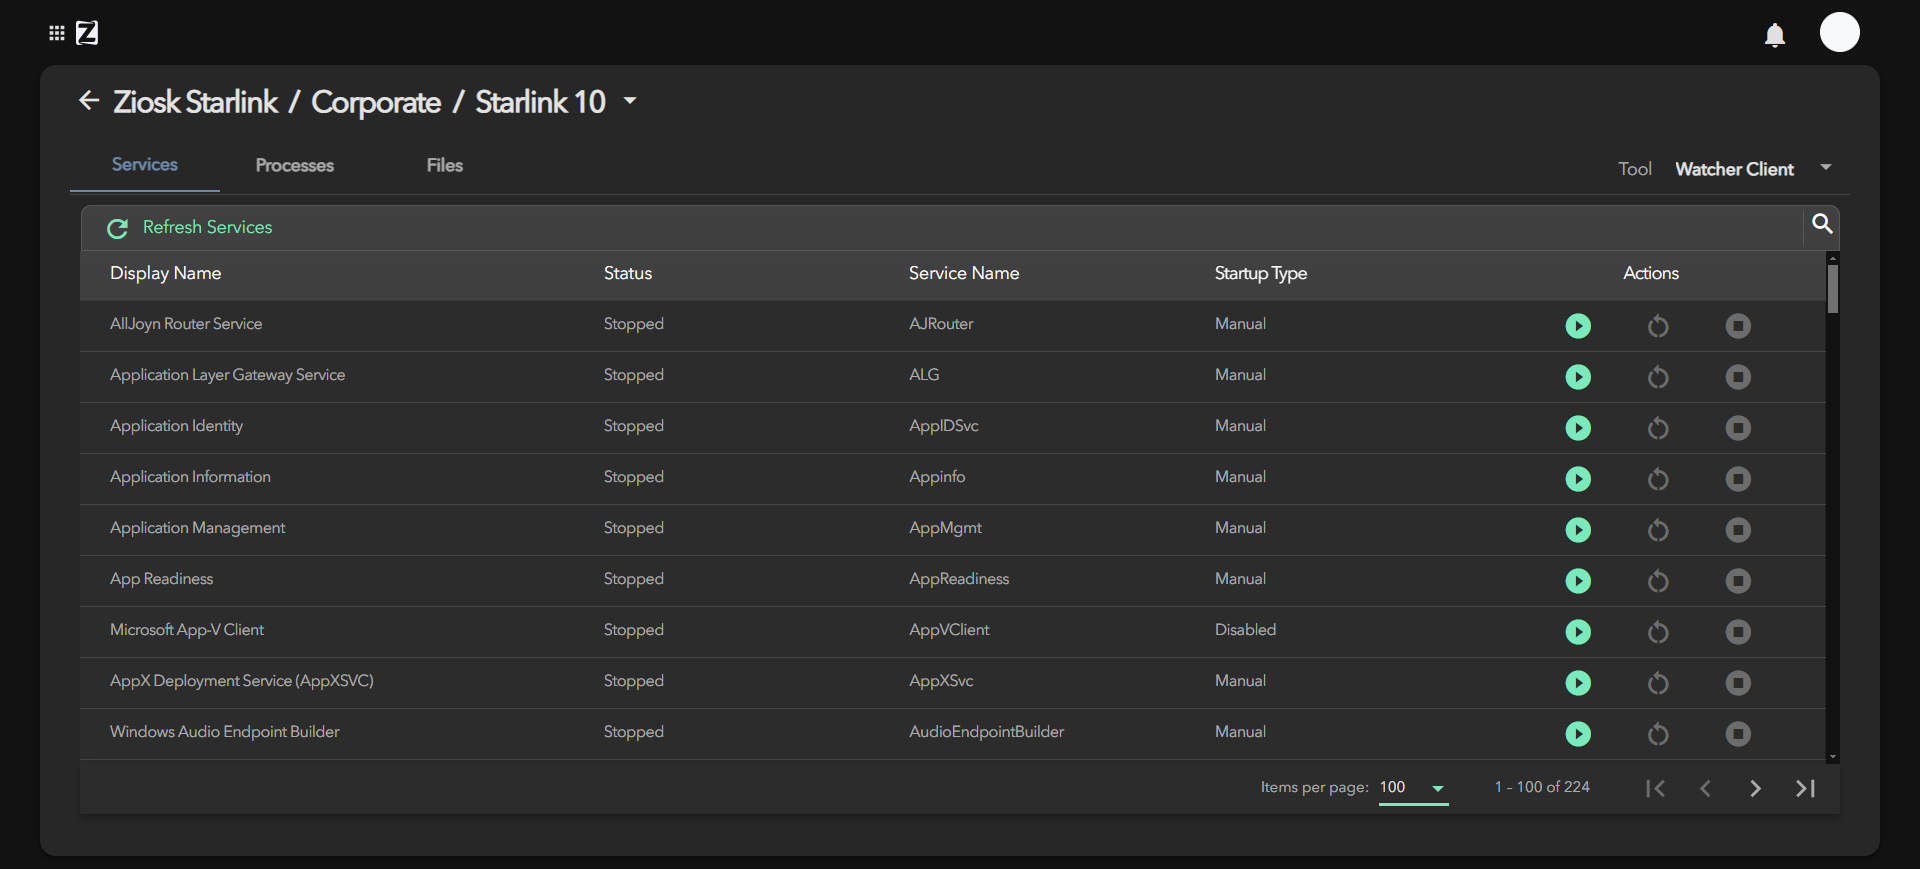 Z
Ziosk Starlink / Corporate / Starlink 10
Services Processes Files
Tool Watcher Client
Refresh Services
Display Name Status Service Name Startup Type Actions
AllJoyn Router Service Stopped AJRouter Manual
Application Layer Gateway Service Stopped ALG Manual
Application Identity Stopped AppIDSvc Manual
Application Information Stopped Appinfo Manual
Application Management Stopped AppMgmt Manual
App Readiness Stopped AppReadiness Manual
Microsoft App-V Client Stopped AppVClient Disabled
AppX Deployment Service (AppXSVC) Stopped AppXSvc Manual
Windows Audio Endpoint Builder Stopped AudioEndpointBuilder Manual
Items per page: 100 1 – 100 of 224